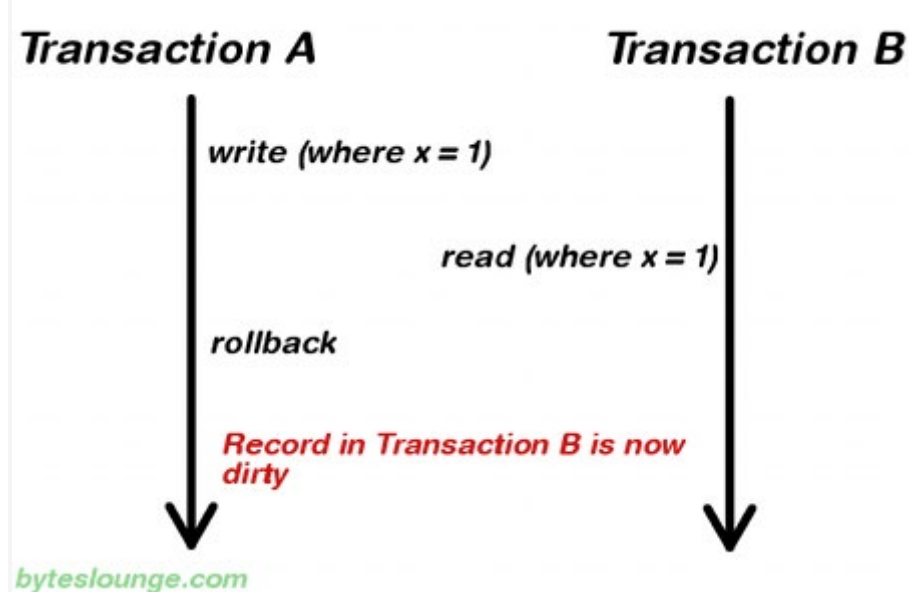 Transaction A
Transaction B
write (where x = 1)
read (where x = 1)
rollback
Record in Transaction B is now
dirty
byteslounge.com